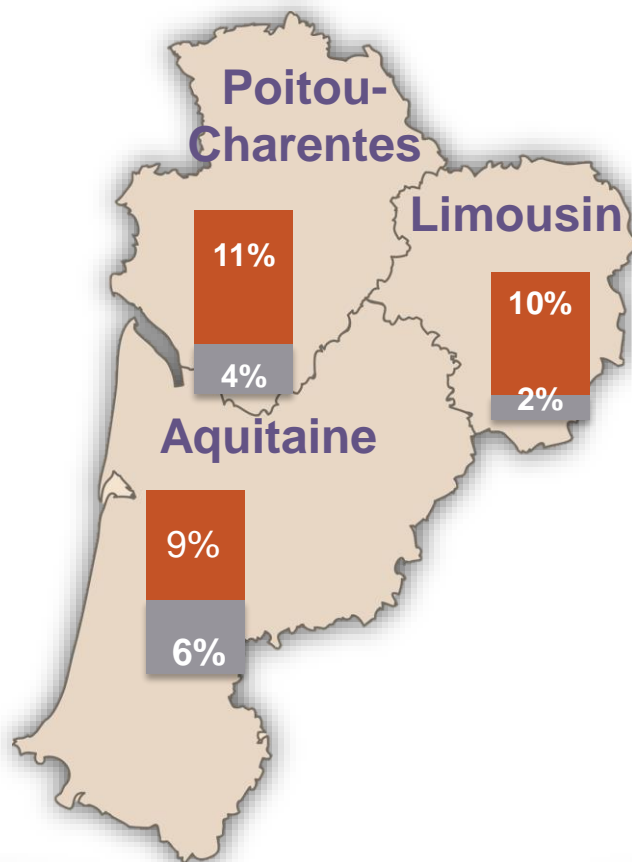 Poitou-
Charentes
Limousin
11%
10%
4%
2%
Aquitaine
9%
6%